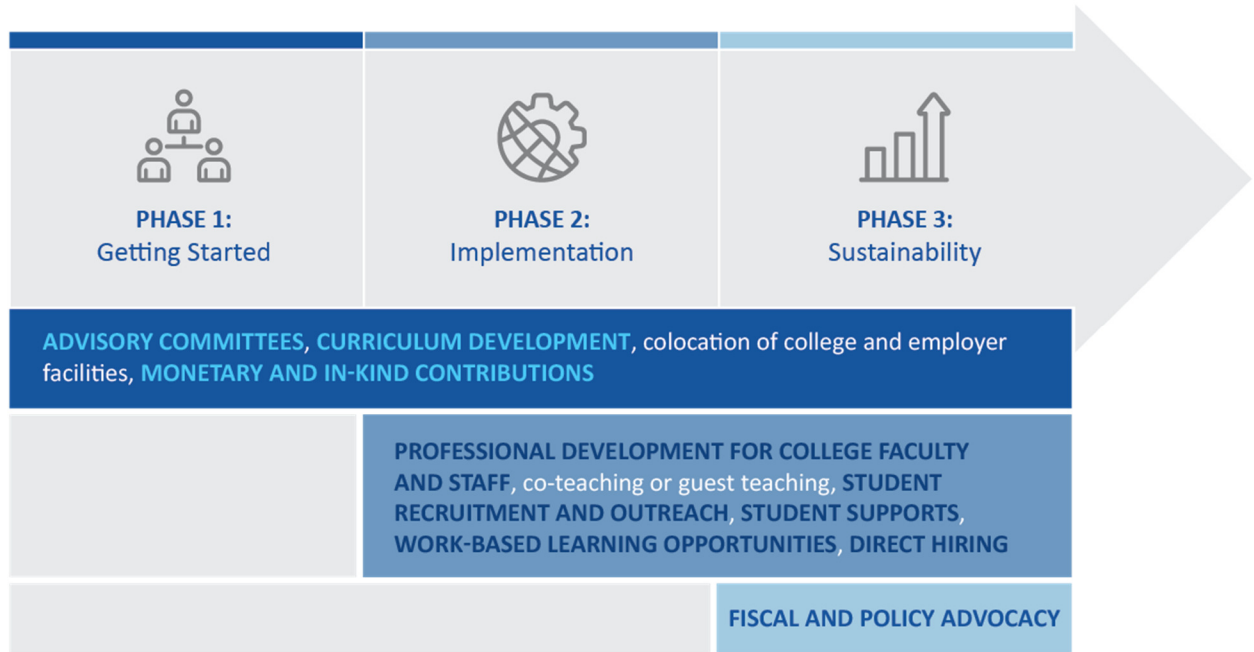 PHASE 1:
Getting Started
PHASE 2:
Implementation
PHASE 3:
Sustainability
ADVISORY COMMITTEES, CURRICULUM DEVELOPMENT, colocation of college and employer
facilities, MONETARY AND IN-KIND CONTRIBUTIONS
PROFESSIONAL DEVELOPMENT FOR COLLEGE FACULTY
AND STAFF, co-teaching or guest teaching, STUDENT
RECRUITMENT AND OUTREACH, STUDENT SUPPORTS,
WORK-BASED LEARNING OPPORTUNITIES, DIRECT HIRING
FISCAL AND POLICY ADVOCACY